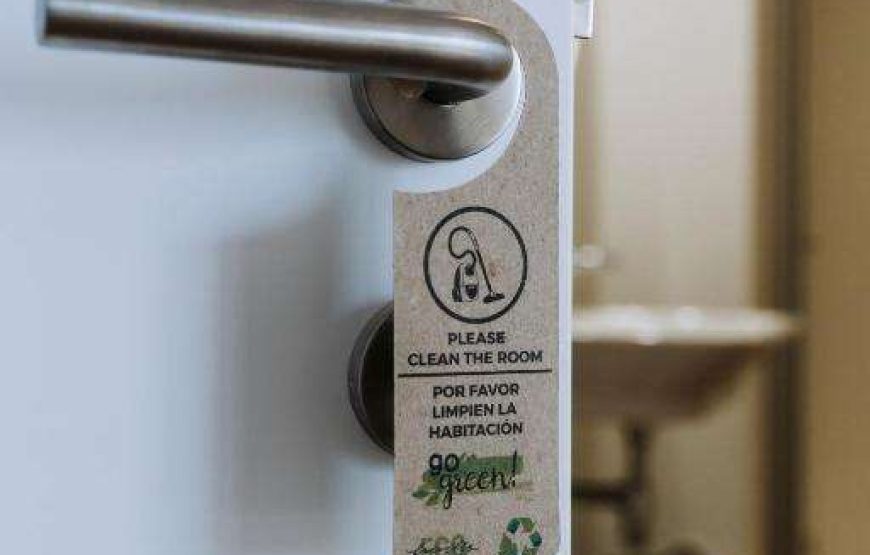 PLEASE
CLEAN THE ROOM
POR FAVOR
LIMPIEN LA
HABITACIÓN
go
green!